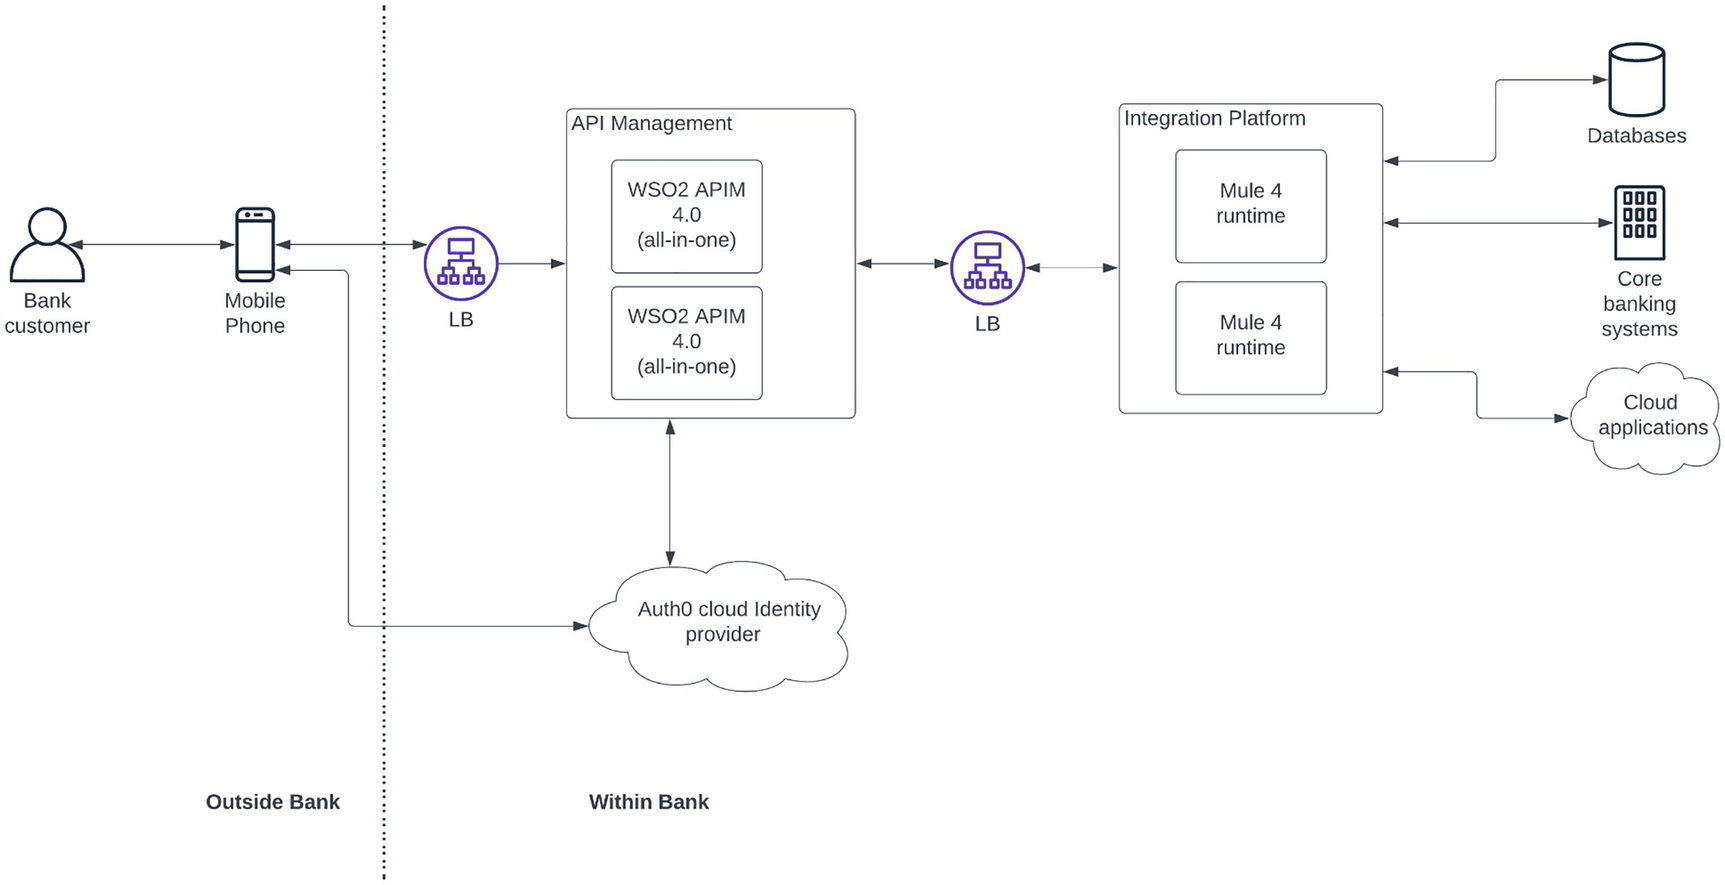 API Management
WSO2 APIM
4.0
(all-in-one)
WSO2 APIM
4.0
(all-in-one)
Integration Platform
Mule 4
runtime
Mule 4
runtime
Databases
Core
banking
systems
Cloud
applications
Bank
customer
Mobile
Phone
LB
LB
Auth0 cloud Identity
provider
Outside Bank
Within Bank